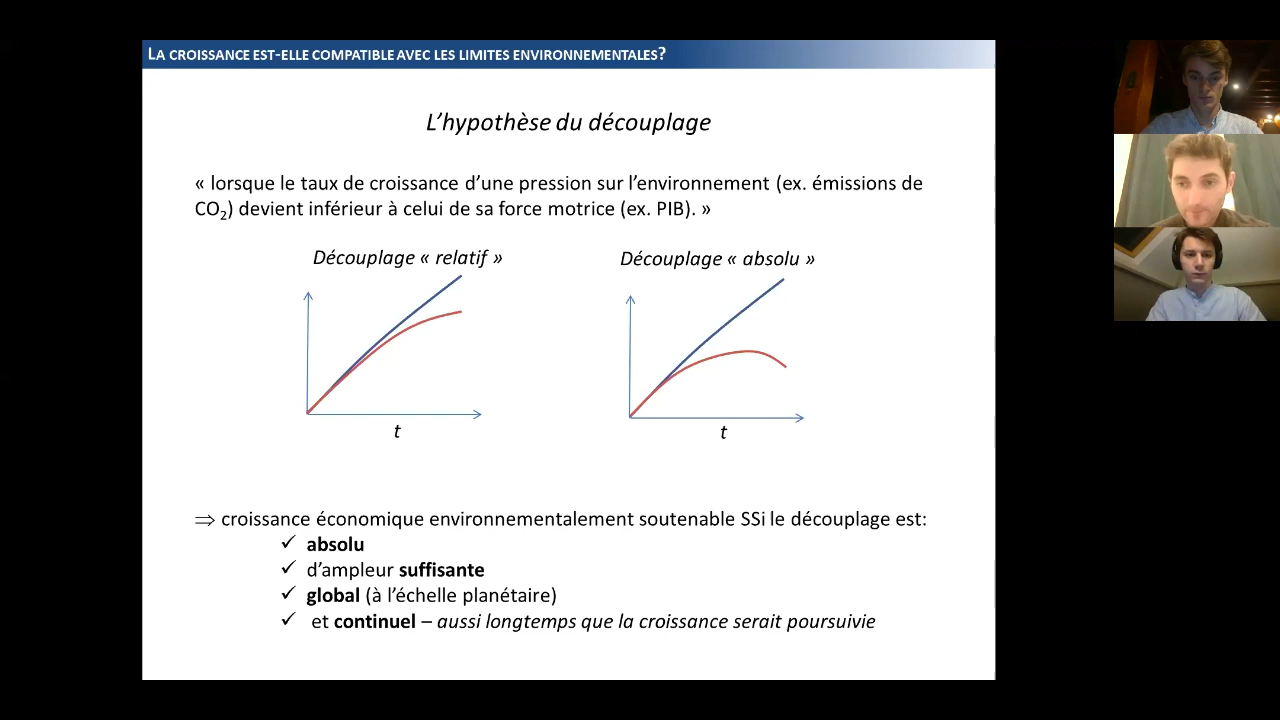 LA CROISSANCE EST-ELLE COMPATIBLE AVEC LES LIMITES ENVIRONNEMENTALES?
L'hypothèse du découplage
« lorsque le taux de croissance d'une pression sur l'environnement (ex. émissions de
CO₂) devient inférieur à celui de sa force motrice (ex. PIB). »
Découplage « relatif »
Découplage « absolu »
t
t
⇒ croissance économique environnementalement soutenable SSi le découplage est:
✓ absolu
✓ d'ampleur suffisante
✓ global (à l'échelle planétaire)
✓ et continuel – aussi longtemps que la croissance serait poursuivie